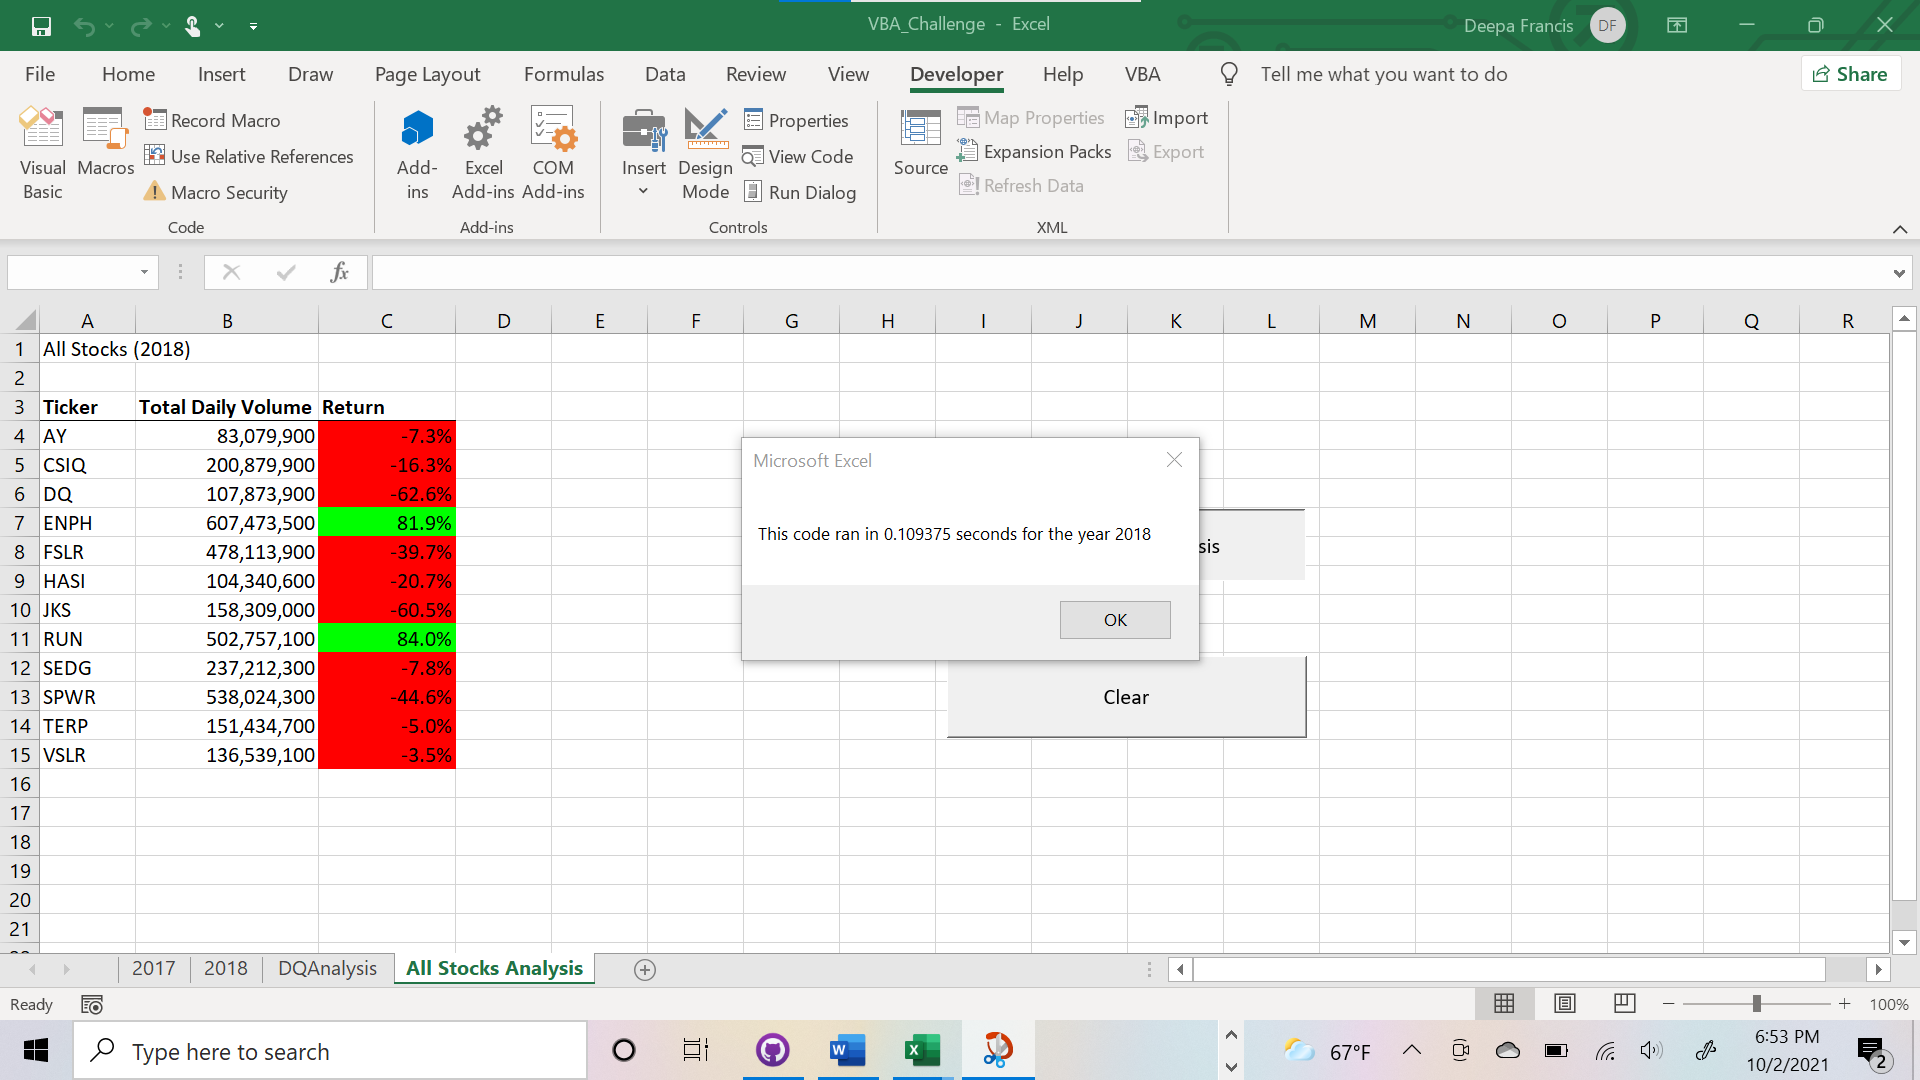 VBA_Challenge - Excel
Deepa Francis DF
File Home Insert Draw Page Layout Formulas Data Review View Developer Help VBA Tell me what you want to do Share
Visual Basic
Macros
Record Macro
Use Relative References
Macro Security
Code
Add-ins
Excel Add-ins
COM Add-ins
Add-ins
Insert
Design Mode
Properties
View Code
Run Dialog
Controls
Source
Map Properties
Expansion Packs
Refresh Data
Import
Export
XML
fx
A B C D E F G H I J K L M N O P Q R
1 All Stocks (2018)
2
3 Ticker Total Daily Volume Return
4 AY 83,079,900 -7.3%
5 CSIQ 200,879,900 -16.3%
6 DQ 107,873,900 -62.6%
7 ENPH 607,473,500 81.9%
8 FSLR 478,113,900 -39.7%
9 HASI 104,340,600 -20.7%
10 JKS 158,309,000 -60.5%
11 RUN 502,757,100 84.0%
12 SEDG 237,212,300 -7.8%
13 SPWR 538,024,300 -44.6%
14 TERP 151,434,700 -5.0%
15 VSLR 136,539,100 -3.5%
16
17
18
19
20
21
Microsoft Excel
This code ran in 0.109375 seconds for the year 2018
OK
sis
Clear
2017 2018 DQAnalysis All Stocks Analysis
Ready
100%
Type here to search
W
X
67°F
6:53 PM
10/2/2021
2